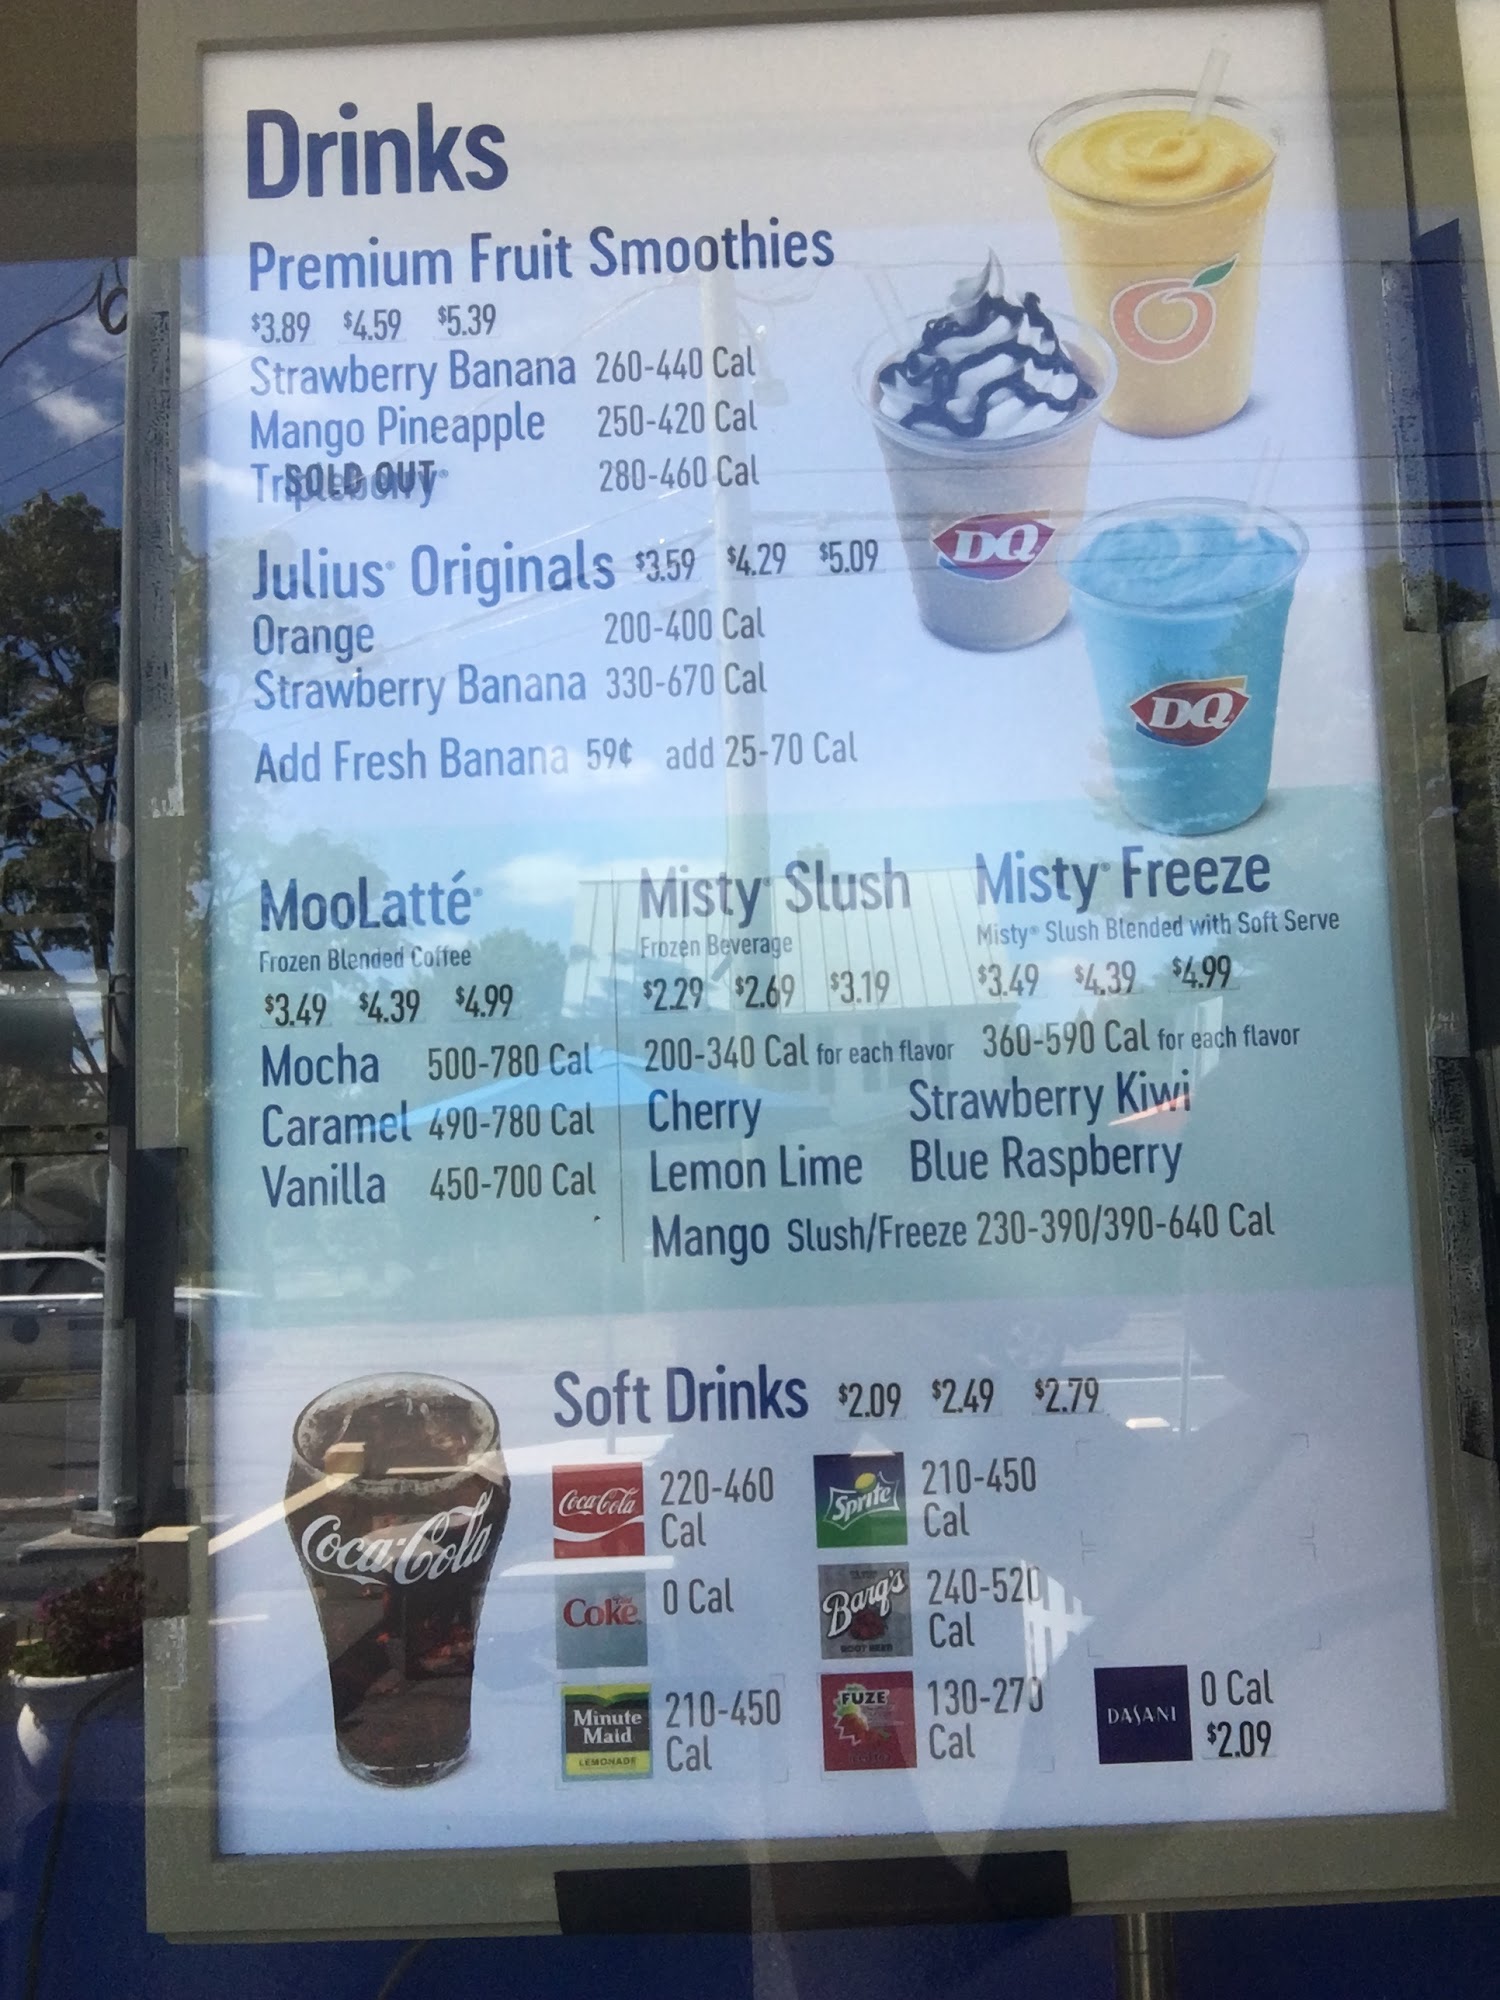 Drinks
Premium Fruit Smoothies
$3.89 $4.59 $5.39
Strawberry Banana 260-440 Cal
Mango Pineapple 250-420 Cal
SOLD OUT 280-460 Cal
Julius® Originals $3.59 $4.29 $5.09
Orange 200-400 Cal
Strawberry Banana 330-670 Cal
Add Fresh Banana 59¢ add 25-70 Cal
DQ
DQ
MooLatté®
Frozen Blended Coffee
$3.49 $4.39 $4.99
Mocha 500-780 Cal
Caramel 490-780 Cal
Vanilla 450-700 Cal
Misty® Slush
Frozen Beverage
$2.29 $2.69 $3.19
200-340 Cal for each flavor
Misty® Freeze
Misty® Slush Blended with Soft Serve
$3.49 $4.39 $4.99
360-590 Cal for each flavor
Cherry Strawberry Kiwi
Lemon Lime Blue Raspberry
Mango Slush/Freeze 230-390/390-640 Cal
Soft Drinks $2.09 $2.49 $2.79
Coca-Cola
Coca-Cola 220-460 Cal
Sprite 210-450 Cal
Coke 0 Cal
Barq's ROOT BEER 240-520 Cal
Minute Maid LEMONADE 210-450 Cal
FUZE 130-270 Cal
DASANI 0 Cal
$2.09